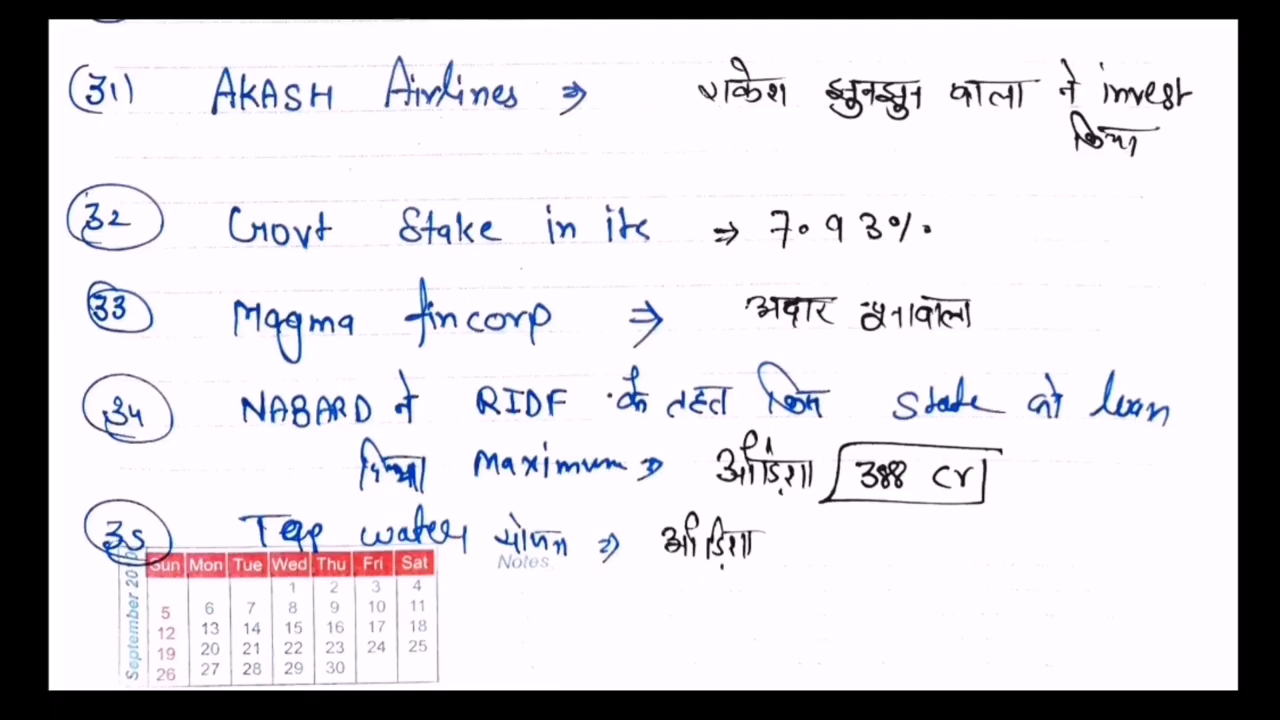 (31) AKASH Airlines ⇒ राकेश झुनझुन वाला ने invest
किया
32 Govt Stake in its ⇒ 7.93%.
33 Magma fincorp ⇒ अदार पूनावाला
34 NABARD ने RIDF के तहत किस State को loan
दिया Maximum ⇒ ओडिशा 388 Cr
35 Tap water योजना ⇒ ओडिशा
Sun Mon Tue Wed Thu Fri Sat Notes
September
1 2 3 4
5 6 7 8 9 10 11
12 13 14 15 16 17 18
19 20 21 22 23 24 25
26 27 28 29 30